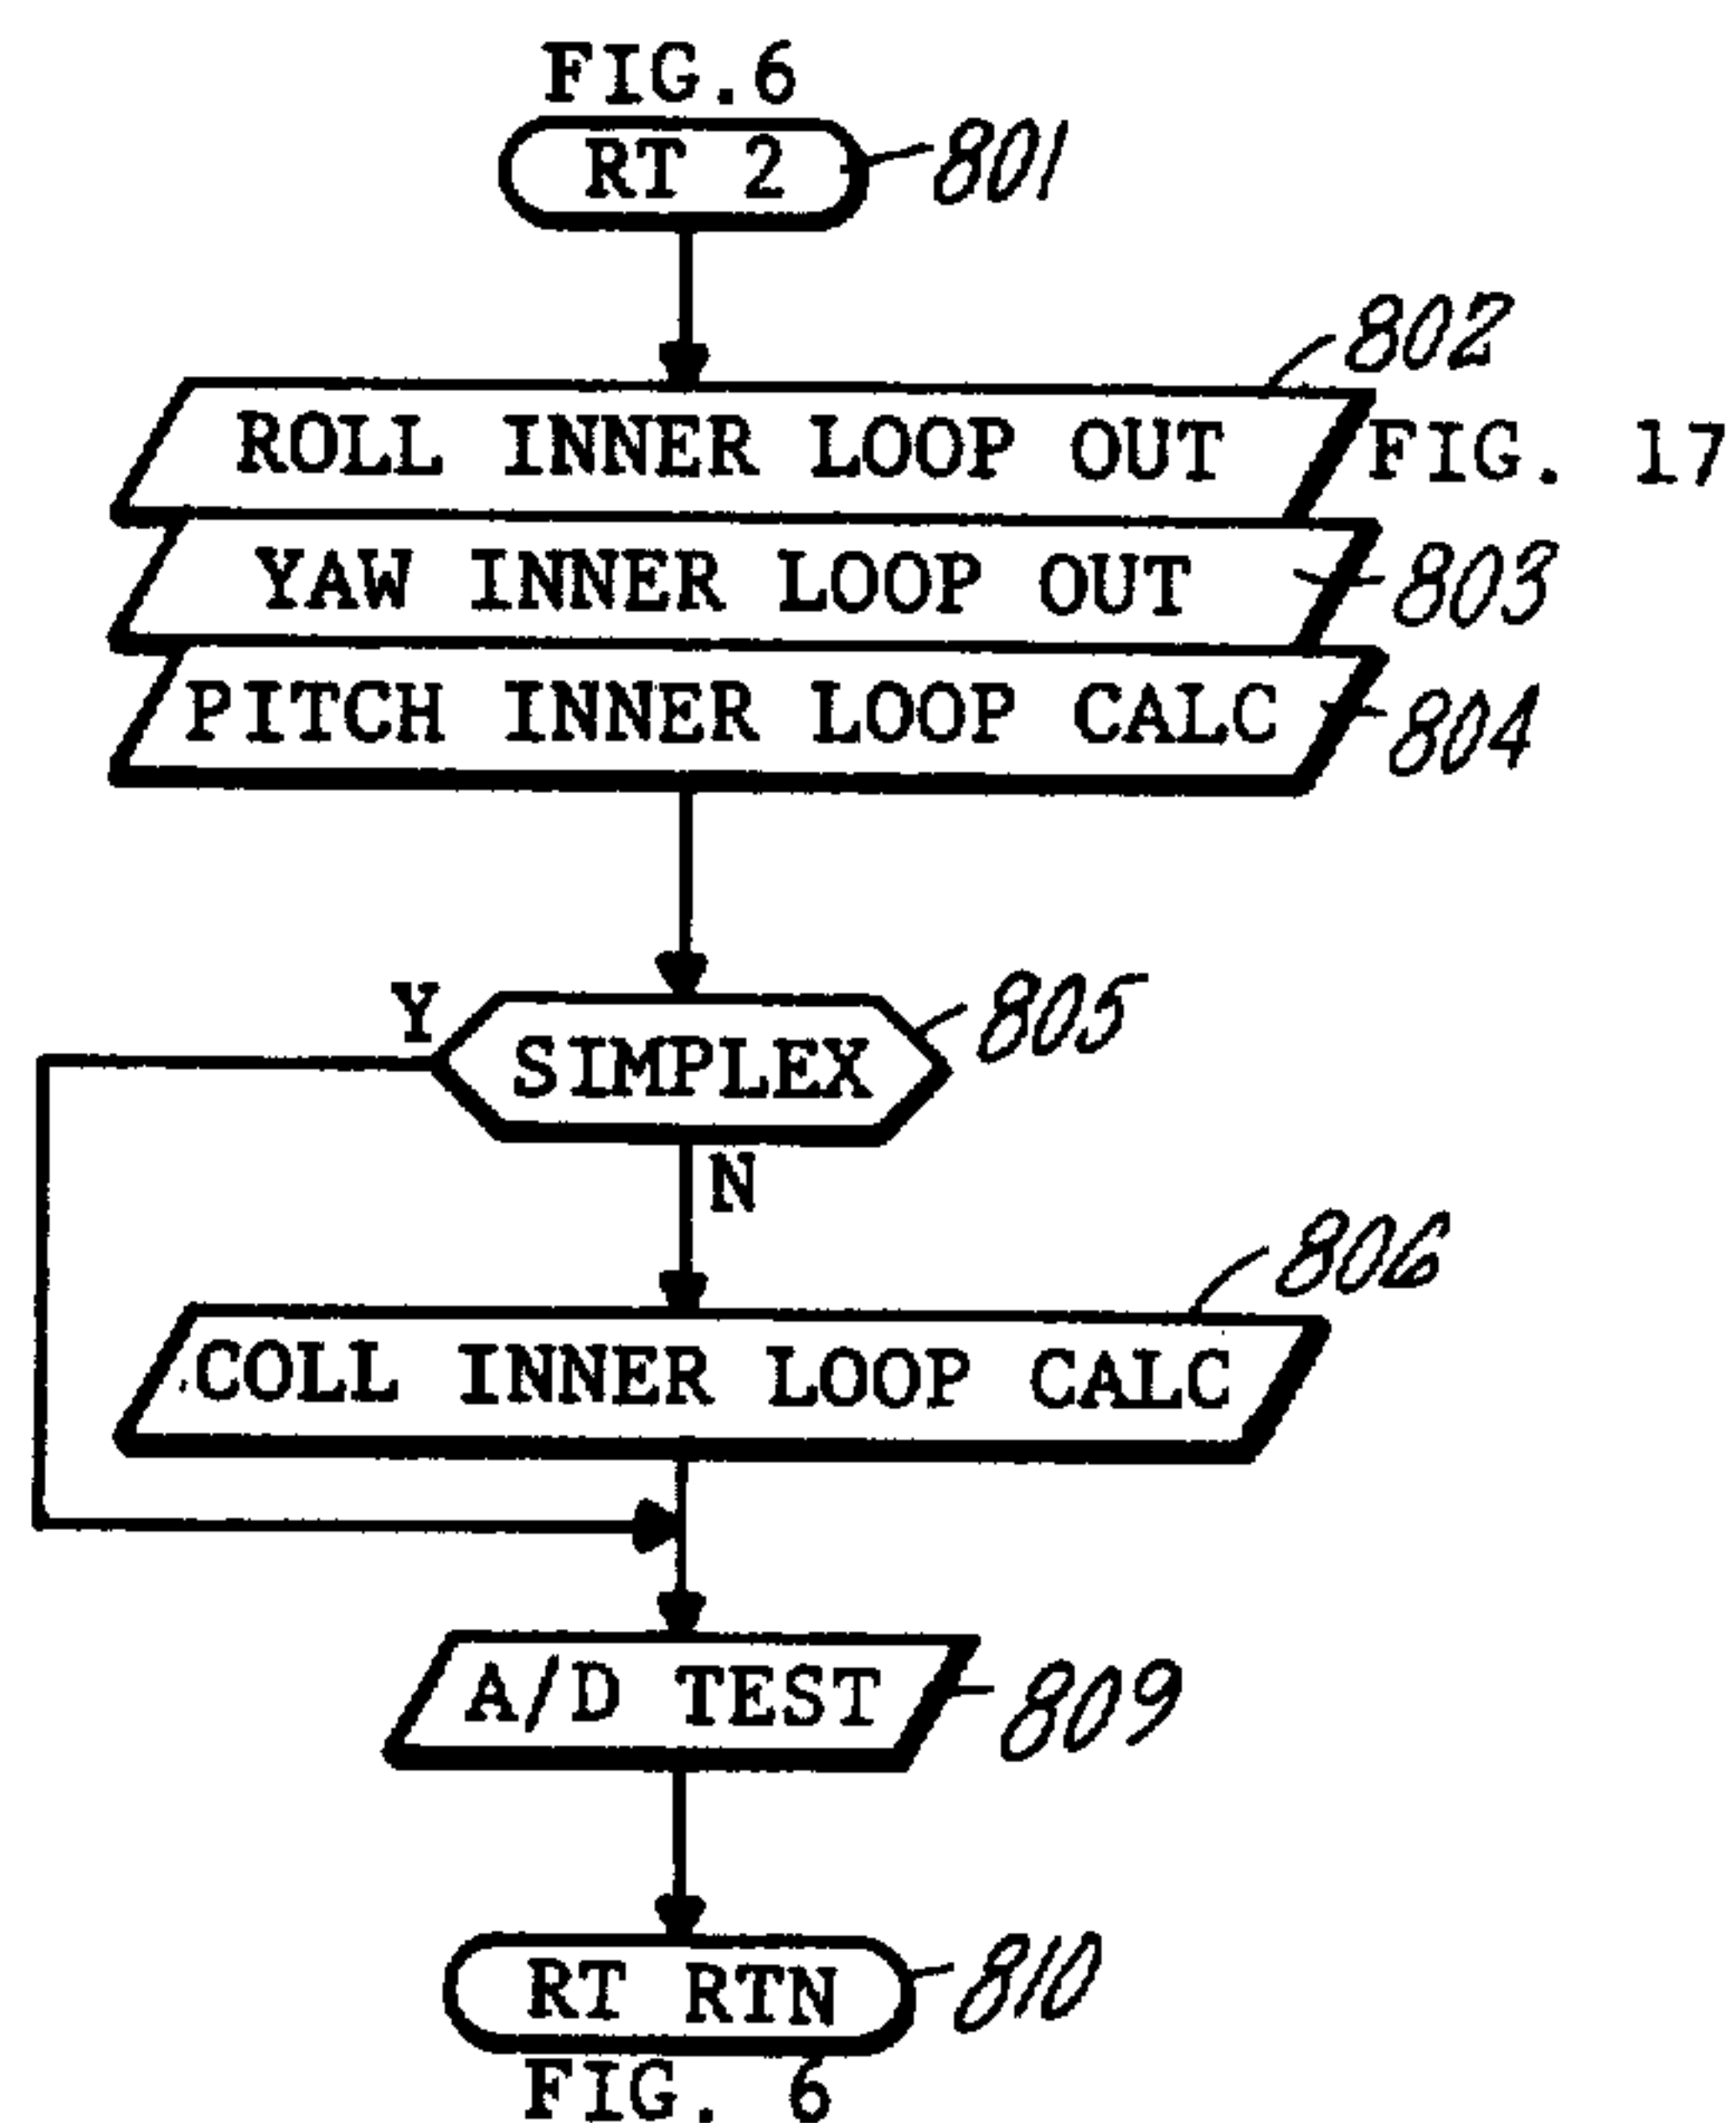 FIG.6
RT 2 801
802
ROLL INNER LOOP OUT FIG. 17
YAW INNER LOOP OUT 803
PITCH INNER LOOP CALC 804
Y
SIMPLEX 805
N
806
COLL INNER LOOP CALC
A/D TEST 809
RT RTN 810
FIG. 6